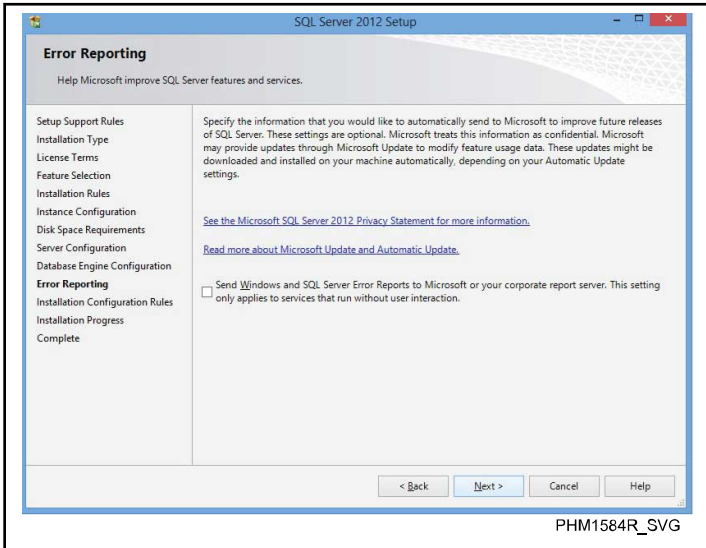 SQL Server 2012 Setup
Error Reporting
Help Microsoft improve SQL Server features and services.
Setup Support Rules
Installation Type
License Terms
Feature Selection
Installation Rules
Instance Configuration
Disk Space Requirements
Server Configuration
Database Engine Configuration
Error Reporting
Installation Configuration Rules
Installation Progress
Complete
Specify the information that you would like to automatically send to Microsoft to improve future releases
of SQL Server. These settings are optional. Microsoft treats this information as confidential. Microsoft
may provide updates through Microsoft Update to modify feature usage data. These updates might be
downloaded and installed on your machine automatically, depending on your Automatic Update
settings.
See the Microsoft SQL Server 2012 Privacy Statement for more information.
Read more about Microsoft Update and Automatic Update.
Send Windows and SQL Server Error Reports to Microsoft or your corporate report server. This setting
only applies to services that run without user interaction.
< Back Next > Cancel Help
PHM1584R_SVG